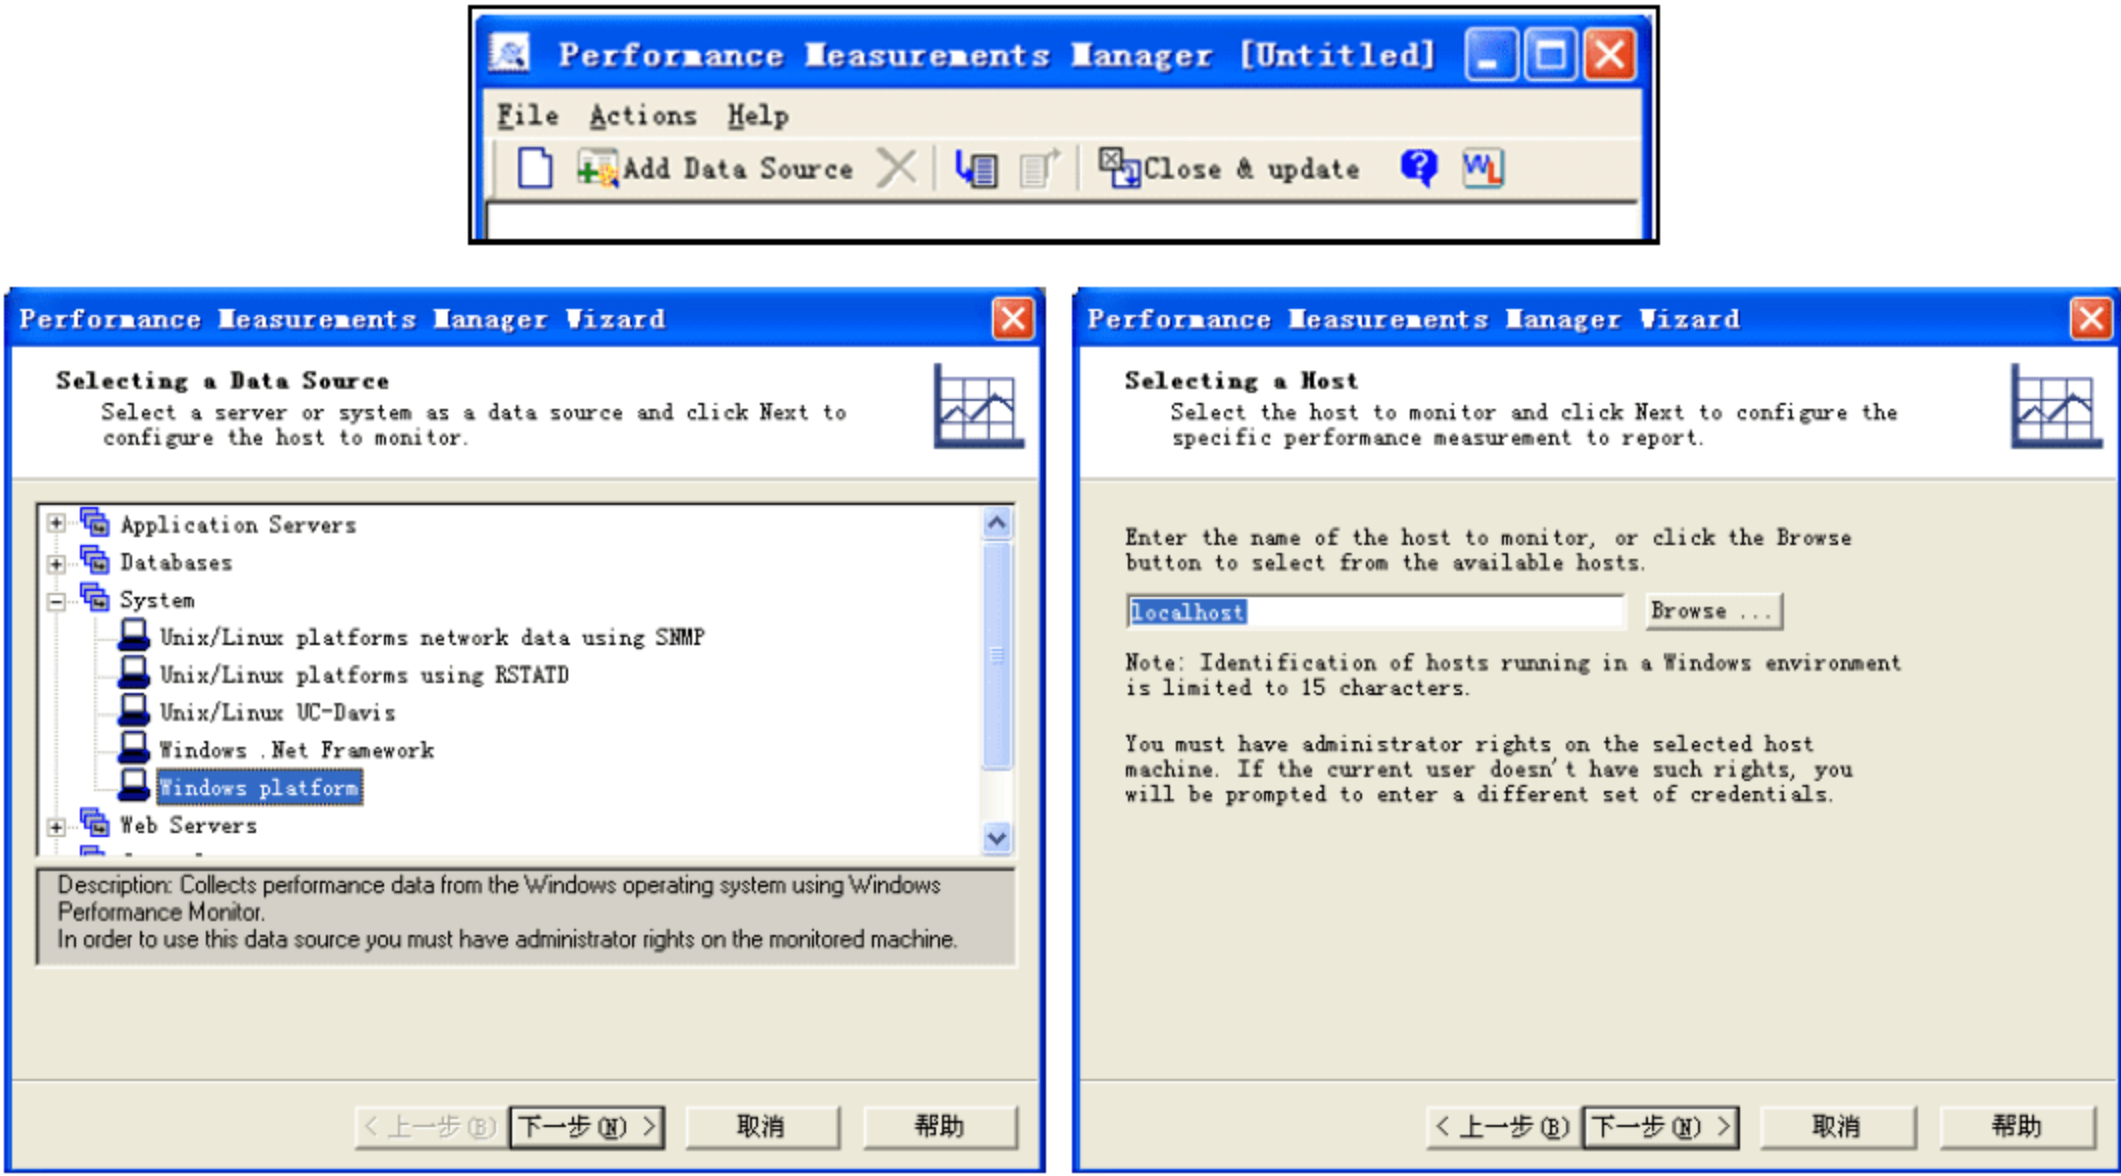 Performance Measurements Manager [Untitled]
File Actions Help
Add Data Source Close & update
Performance Measurements Manager Wizard
Selecting a Data Source
Select a server or system as a data source and click Next to
configure the host to monitor.
Application Servers
Databases
System
Unix/Linux platforms network data using SNMP
Unix/Linux platforms using RSTATD
Unix/Linux UC-Davis
Windows .Net Framework
Windows platform
Web Servers
Description: Collects performance data from the Windows operating system using Windows
Performance Monitor.
In order to use this data source you must have administrator rights on the monitored machine.
< 上一步(B) 下一步(N) > 取消 帮助
Performance Measurements Manager Wizard
Selecting a Host
Select the host to monitor and click Next to configure the
specific performance measurement to report.
Enter the name of the host to monitor, or click the Browse
button to select from the available hosts.
localhost Browse ...
Note: Identification of hosts running in a Windows environment
is limited to 15 characters.
You must have administrator rights on the selected host
machine. If the current user doesn't have such rights, you
will be prompted to enter a different set of credentials.
< 上一步(B) 下一步(N) > 取消 帮助